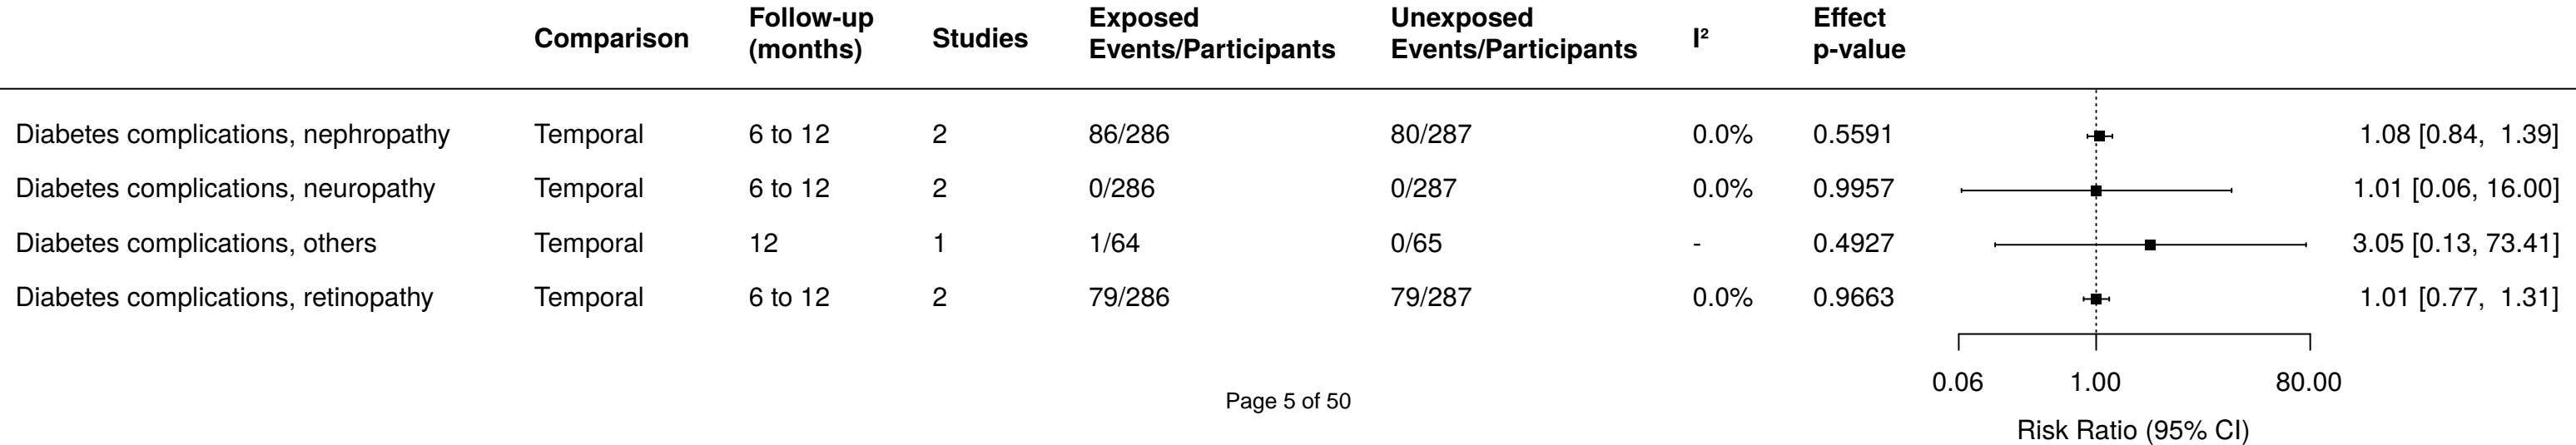 Comparison Follow-up (months) Studies Exposed Events/Participants Unexposed Events/Participants I² Effect p-value
Diabetes complications, nephropathy Temporal 6 to 12 2 86/286 80/287 0.0% 0.5591 1.08 [0.84, 1.39]
Diabetes complications, neuropathy Temporal 6 to 12 2 0/286 0/287 0.0% 0.9957 1.01 [0.06, 16.00]
Diabetes complications, others Temporal 12 1 1/64 0/65 - 0.4927 3.05 [0.13, 73.41]
Diabetes complications, retinopathy Temporal 6 to 12 2 79/286 79/287 0.0% 0.9663 1.01 [0.77, 1.31]
0.06 1.00 80.00
Page 5 of 50
Risk Ratio (95% CI)